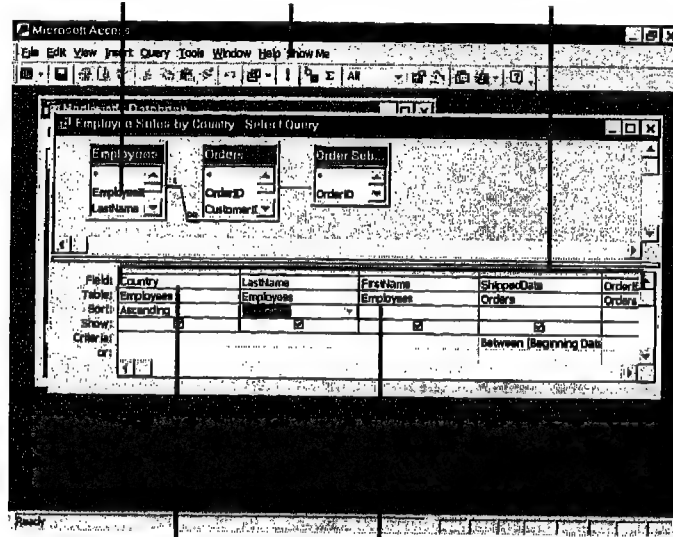 Microsoft Access
File Edit View Insert Query Tools Window Help Show Me
All
Database
Employee Sales by Country : Select Query
Employees Orders Order Sub...
* * *
OrderID OrderID
LastName
Field: Country LastName FirstName ShippedDate
Table: Employees Employees Employees Orders Orders
Sort: Ascending
Show:
Criteria: Between [Beginning Date
or:
Ready